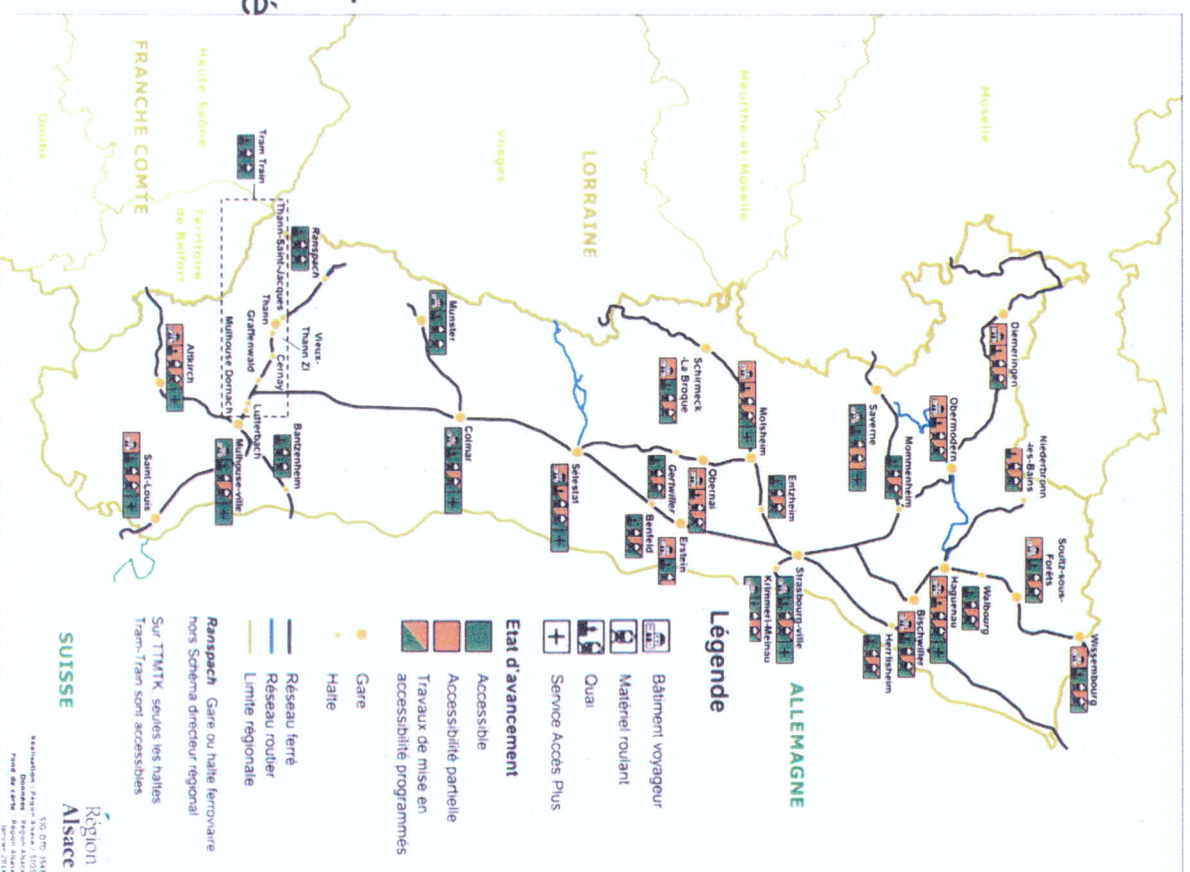 Moselle
Meurthe-et-Moselle
LORRAINE
Vosges
Haute-Saône
FRANCHE COMTE
Territoire
de Belfort
Doubs
ALLEMAGNE
SUISSE
Wissembourg
Soultz-sous-
Forêts
Niederbronn
-les-Bains
Walbourg
Haguenau
Diemeringen
Obermodern
Bischwiller
Herrlisheim
Mommenheim
Saverne
Strasbourg-ville
Krimmeri-Meinau
Entzheim
Molsheim
Schirmeck
-La Broque
Obernai
Gertwiller
Erstein
Benfeld
Sélestat
Colmar
Munster
Ranspach
Tram Train
Thann-Saint-Jacques
Vieux-
Thann ZI
Thann
Cernay
Graffenwald
Lutterbach
Mulhouse Dornach
Mulhouse-ville
Bantzenheim
Altkirch
Saint-Louis
Légende
Bâtiment voyageur
Matériel roulant
Quai
Service Accès Plus
Etat d'avancement
Accessible
Accessibilité partielle
Travaux de mise en
accessibilité programmés
Gare
Halte
Réseau ferré
Réseau routier
Limite régionale
Ranspach Gare ou halte ferroviaire
hors Schéma directeur régional
Sur TTMTK seules les haltes
Tram-Train sont accessibles
Région
Alsace